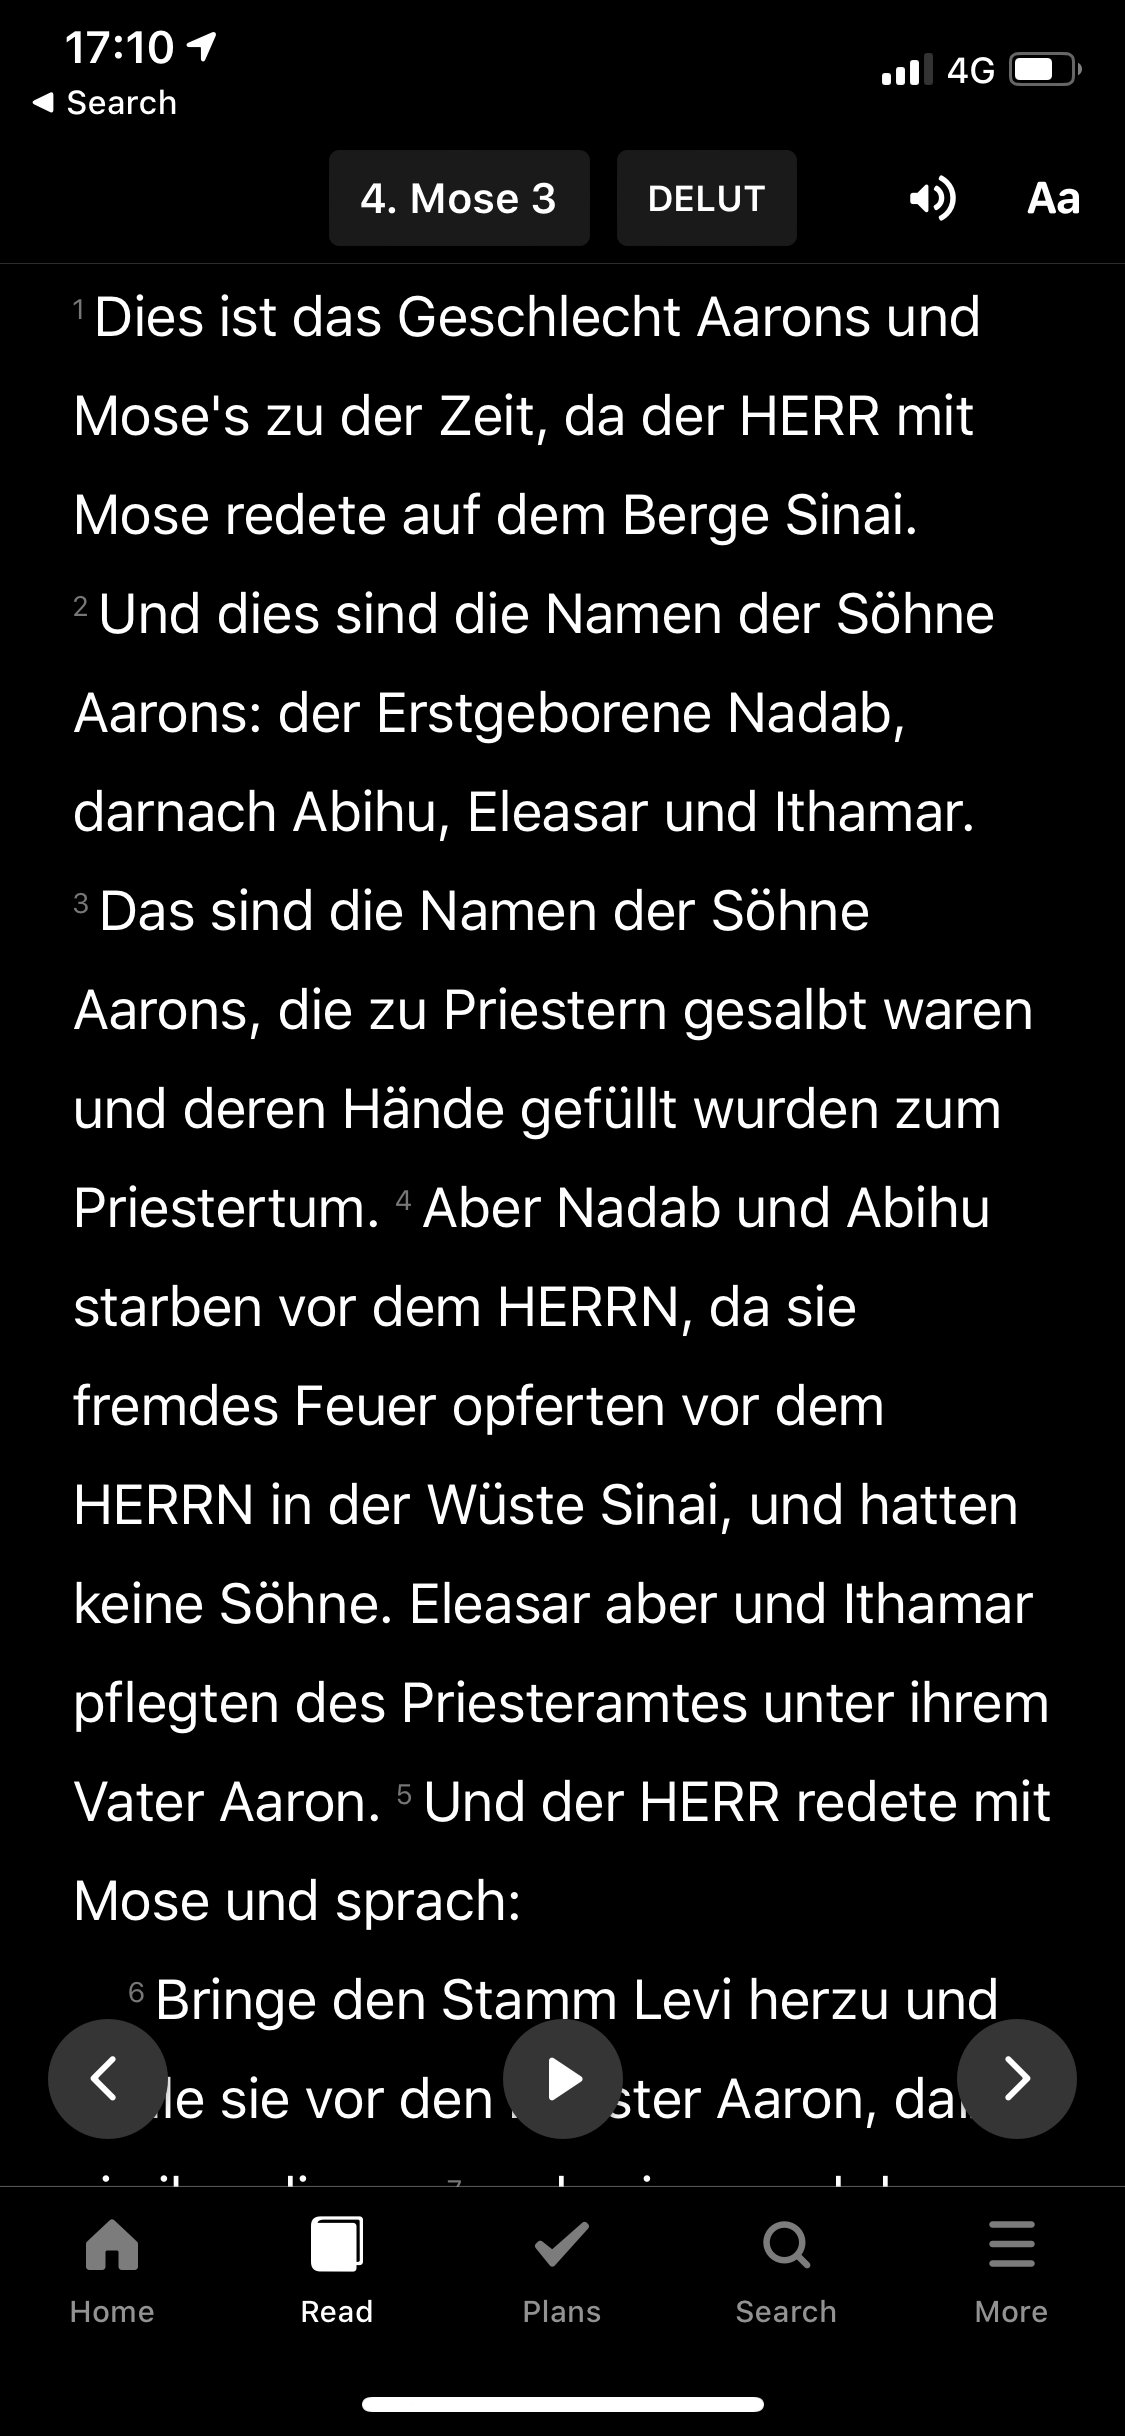 17:10
4G
Search
4. Mose 3
DELUT
Aa
1 Dies ist das Geschlecht Aarons und
Mose's zu der Zeit, da der HERR mit
Mose redete auf dem Berge Sinai.
2 Und dies sind die Namen der Söhne
Aarons: der Erstgeborene Nadab,
darnach Abihu, Eleasar und Ithamar.
3 Das sind die Namen der Söhne
Aarons, die zu Priestern gesalbt waren
und deren Hände gefüllt wurden zum
Priestertum. 4 Aber Nadab und Abihu
starben vor dem HERRN, da sie
fremdes Feuer opferten vor dem
HERRN in der Wüste Sinai, und hatten
keine Söhne. Eleasar aber und Ithamar
pflegten des Priesteramtes unter ihrem
Vater Aaron. 5 Und der HERR redete mit
Mose und sprach:
6 Bringe den Stamm Levi herzu und
sie vor den Aaron,
7
Home
Read
Plans
Search
More